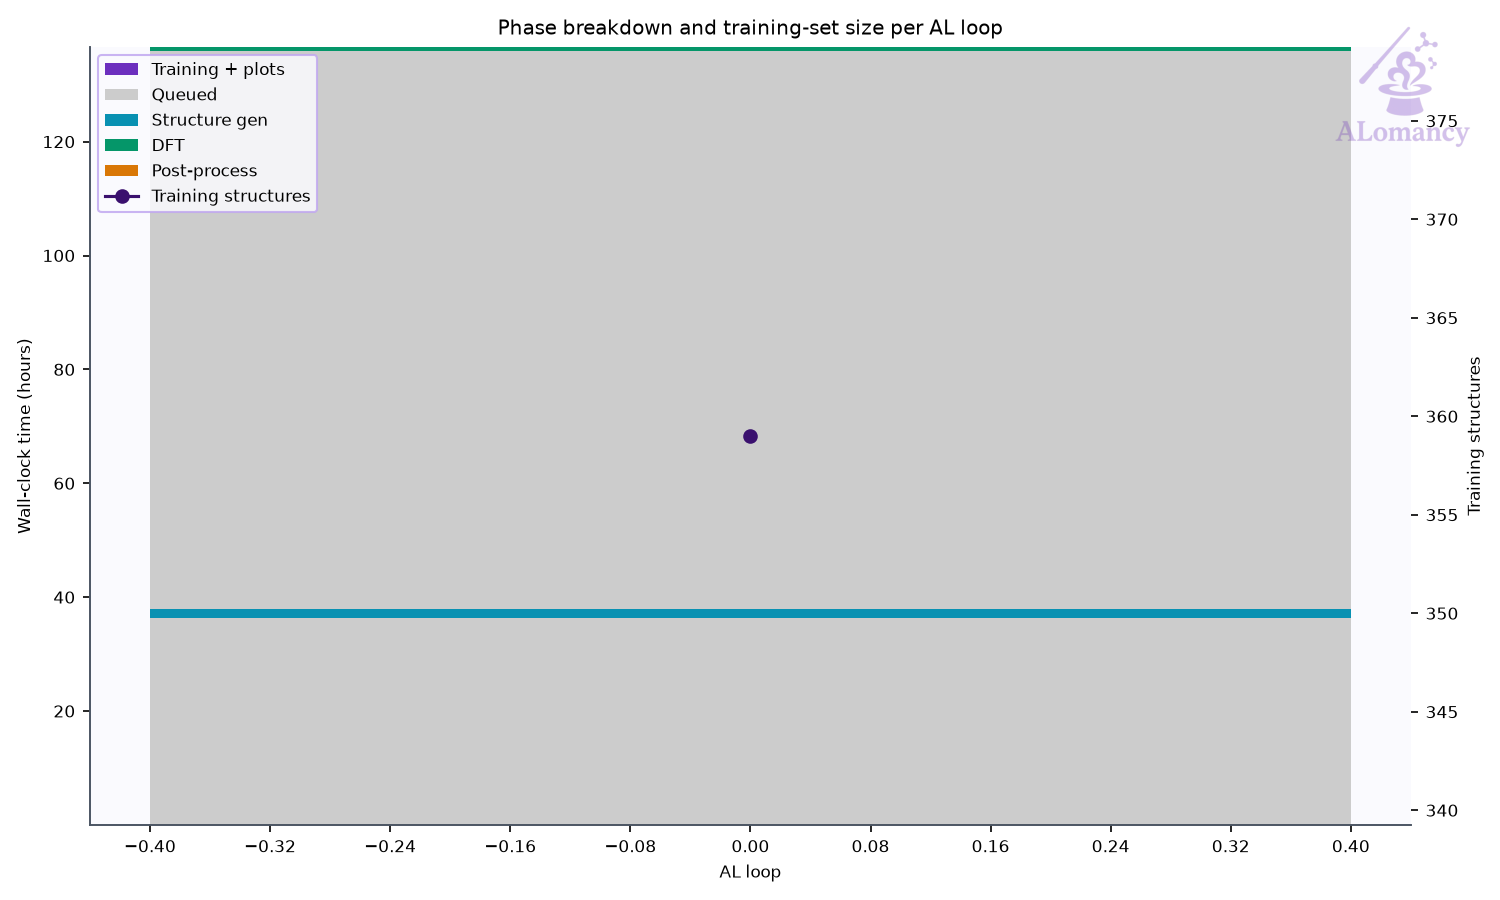 Phase breakdown and training-set size per AL loop
Training + plots
Queued
Structure gen
DFT
Post-process
Training structures
ALomancy
120
100
80
60
40
20
Wall-clock time (hours)
375
370
365
360
355
350
345
340
Training structures
−0.40 −0.32 −0.24 −0.16 −0.08 0.00 0.08 0.16 0.24 0.32 0.40
AL loop